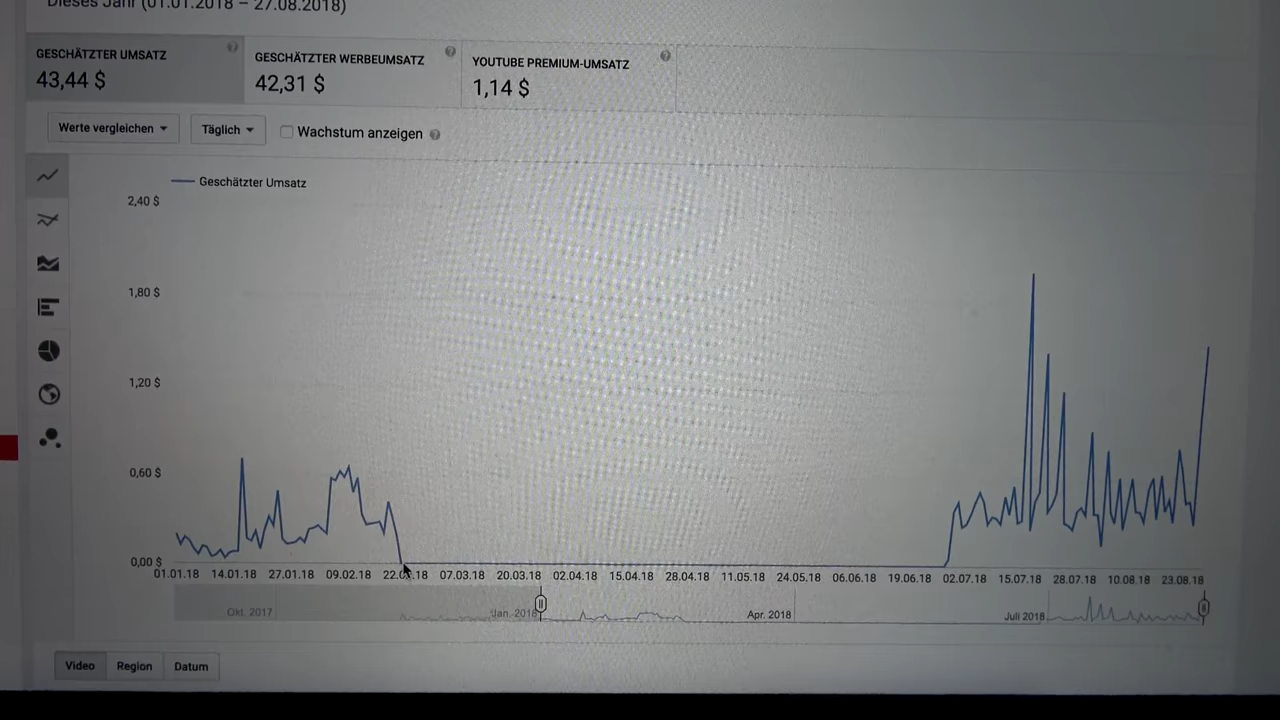 Dieses Jahr (01.01.2018 – 27.08.2018)
GESCHÄTZTER UMSATZ
43,44 $
GESCHÄTZTER WERBEUMSATZ
42,31 $
YOUTUBE PREMIUM-UMSATZ
1,14 $
Werte vergleichen
Täglich
Wachstum anzeigen
Geschätzter Umsatz
2,40 $
1,80 $
1,20 $
0,60 $
0,00 $
01.01.18 14.01.18 27.01.18 09.02.18 22.02.18 07.03.18 20.03.18 02.04.18 15.04.18 28.04.18 11.05.18 24.05.18 06.06.18 19.06.18 02.07.18 15.07.18 28.07.18 10.08.18 23.08.18
Okt. 2017 Jan. 2018 Apr. 2018 Juli 2018
Video Region Datum